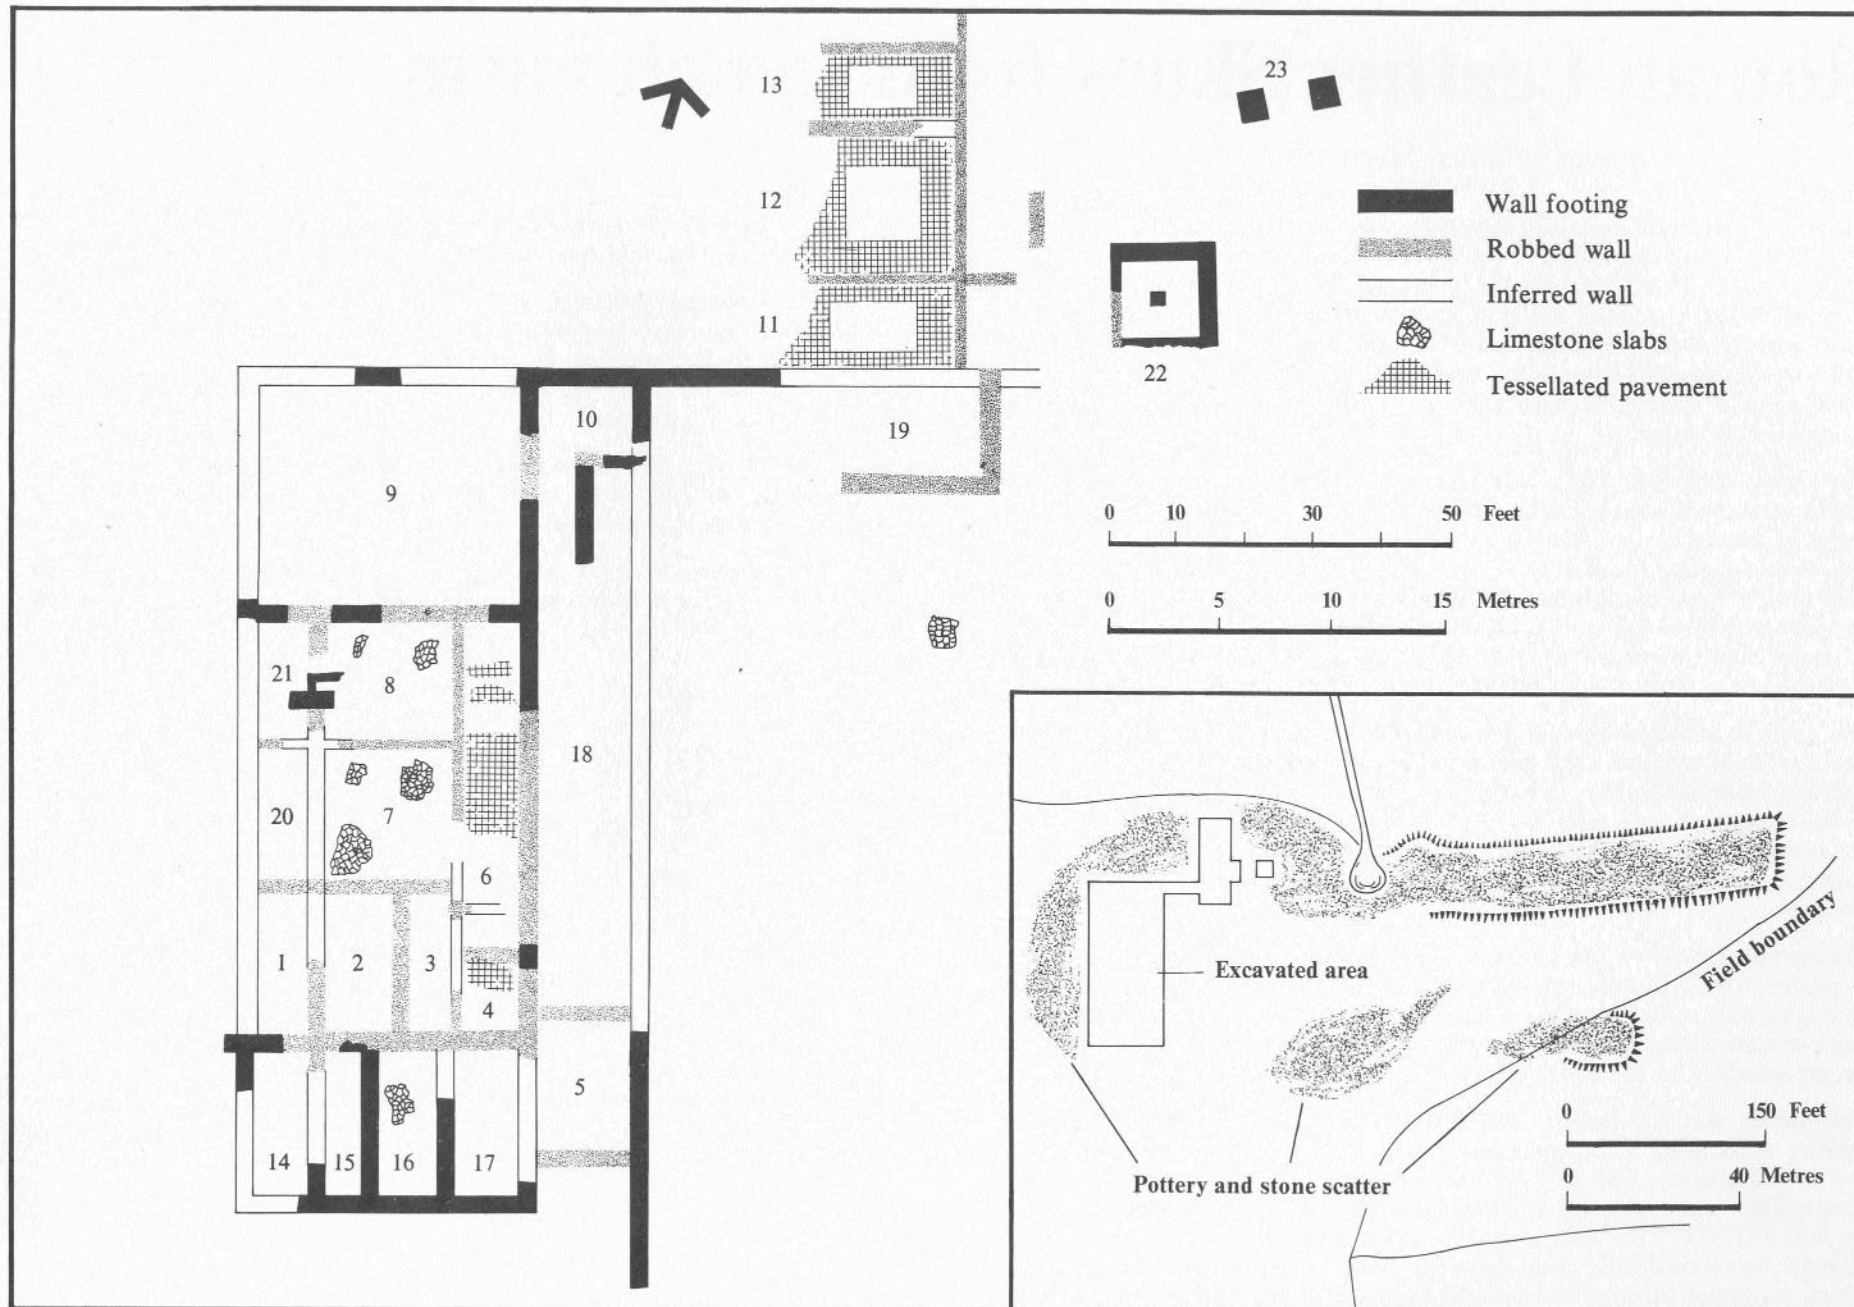 13
23
12
Wall footing
Robbed wall
Inferred wall
11
Limestone slabs
22
Tessellated pavement
10
19
9
0 10 30 50 Feet
0 5 10 15 Metres
21
8
18
20
7
6
1
2
3
4
5
14
15
16
17
Excavated area
Field boundary
0 150 Feet
Pottery and stone scatter
0 40 Metres